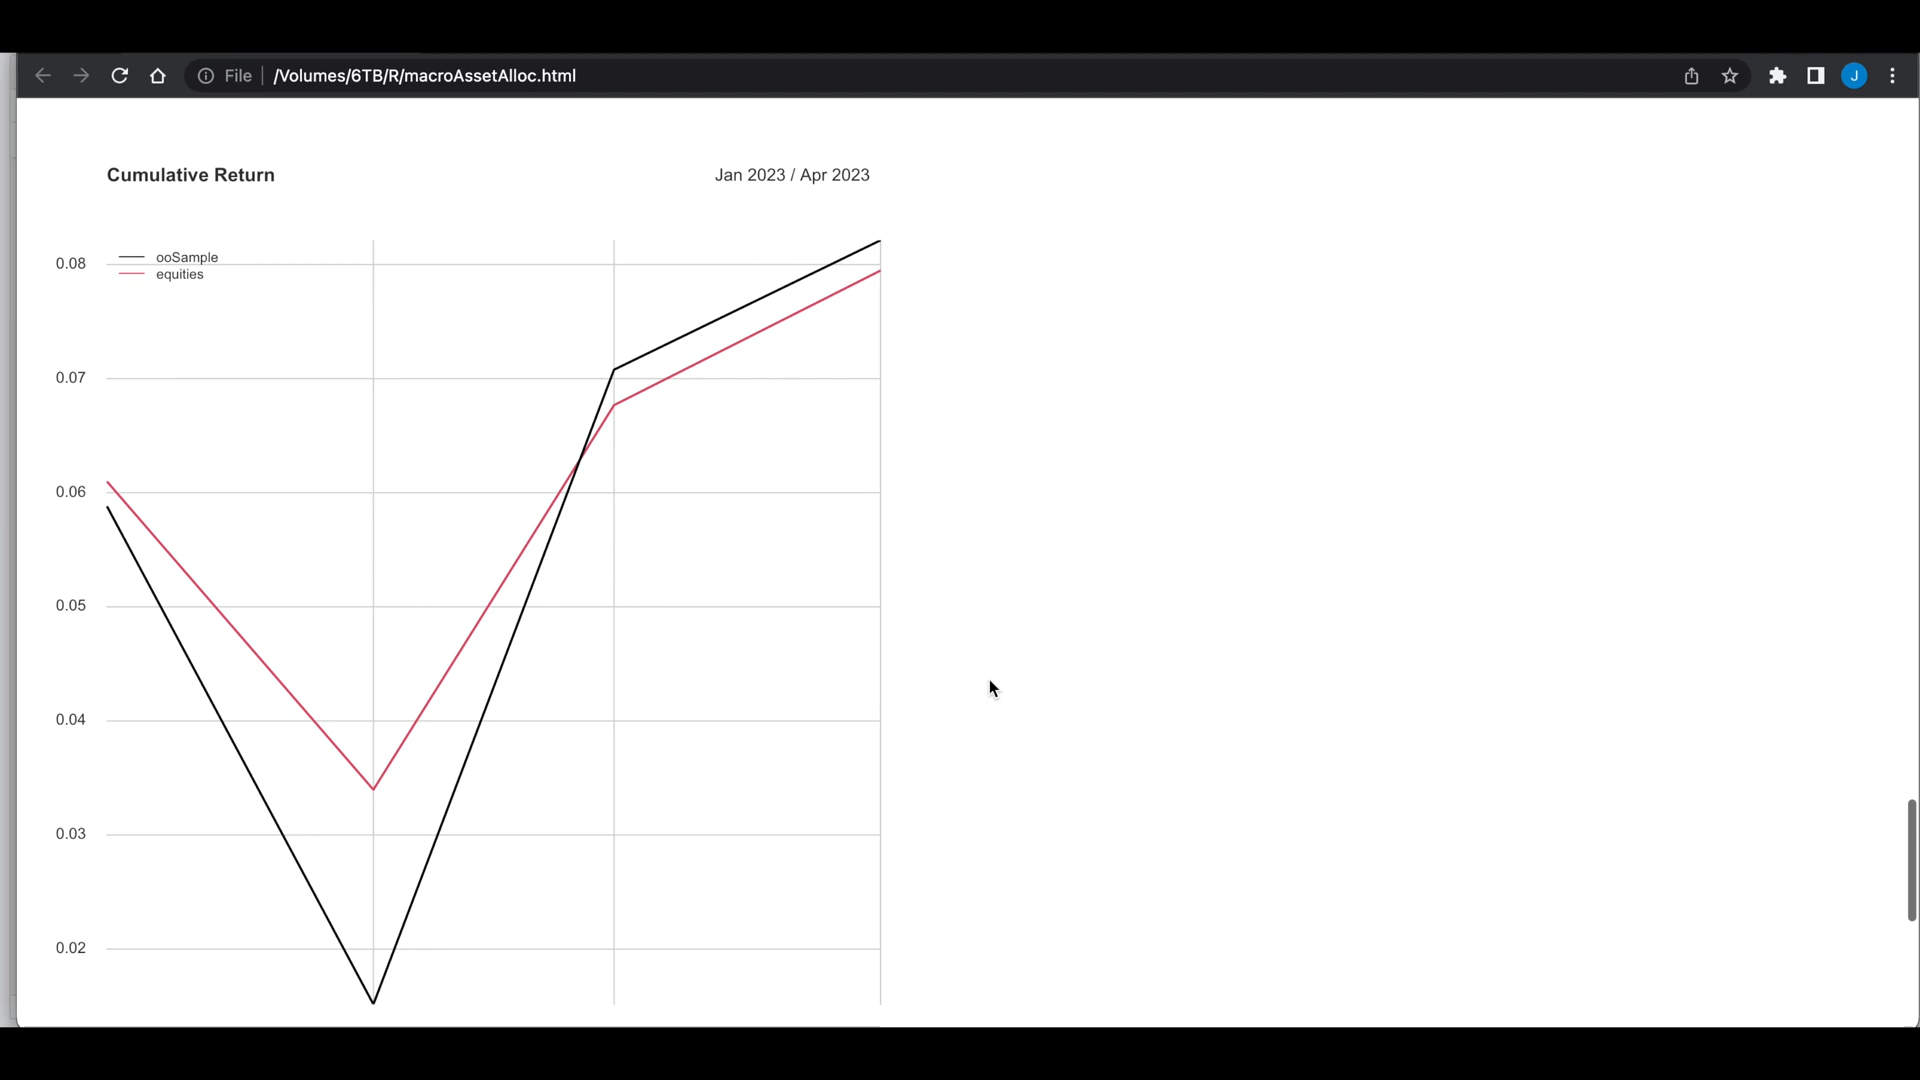 File /Volumes/6TB/R/macroAssetAlloc.html
J
Cumulative Return Jan 2023 / Apr 2023
ooSample
equities
0.08
0.07
0.06
0.05
0.04
0.03
0.02